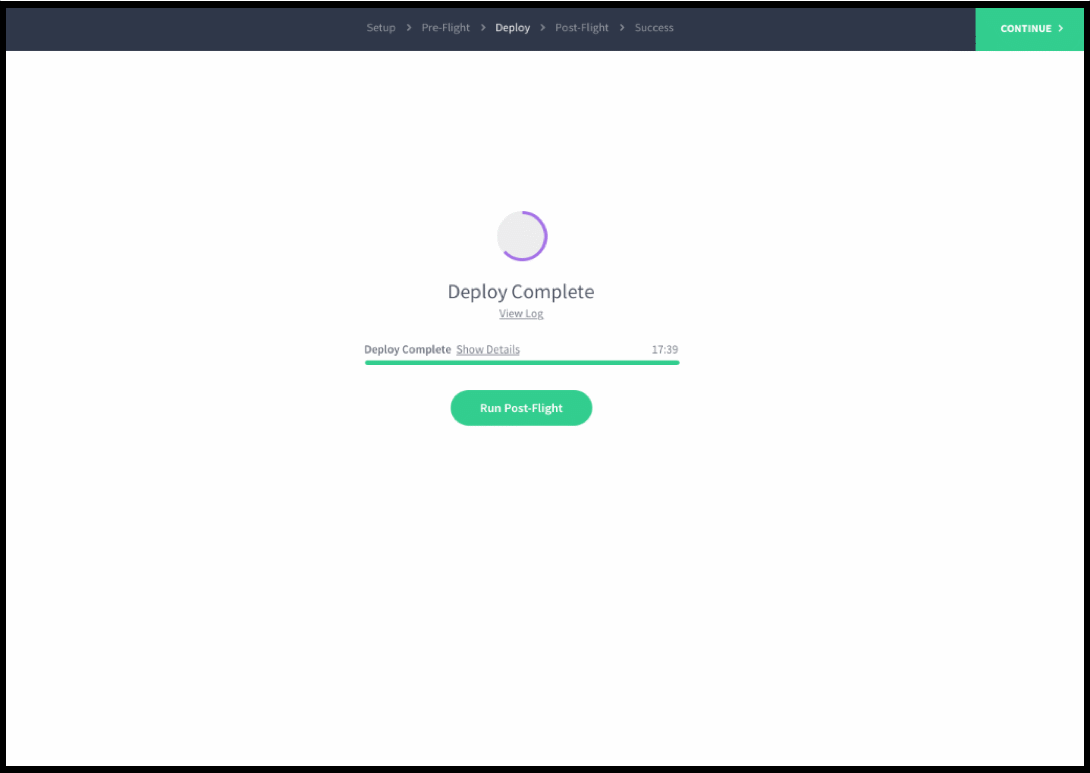 Setup > Pre-Flight > Deploy > Post-Flight > Success
CONTINUE >
Deploy Complete
View Log
Deploy Complete Show Details 17:39
Run Post-Flight